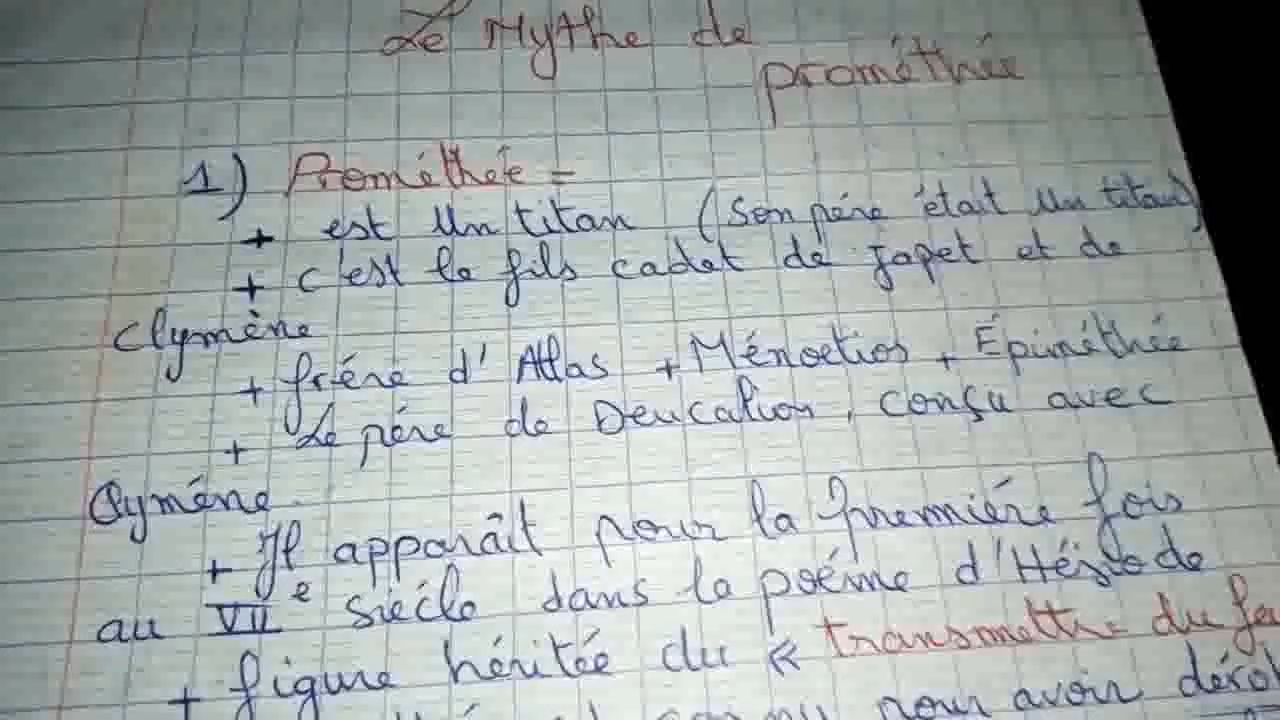 Le Mythe de
prométhée
1) Prométhée =
+ est un titan (son père était un titan)
+ c'est le fils cadet de Japet et de
Clymène
+ frère d'Atlas + Ménoetios + Épiméthée
+ Le père de Deucalion, conçu avec
Clymène
+ Il apparaît pour la première fois
au VIIe siècle dans le poème d'Hésiode
+ figure héritée du « transmettre du feu
pour avoir dérob